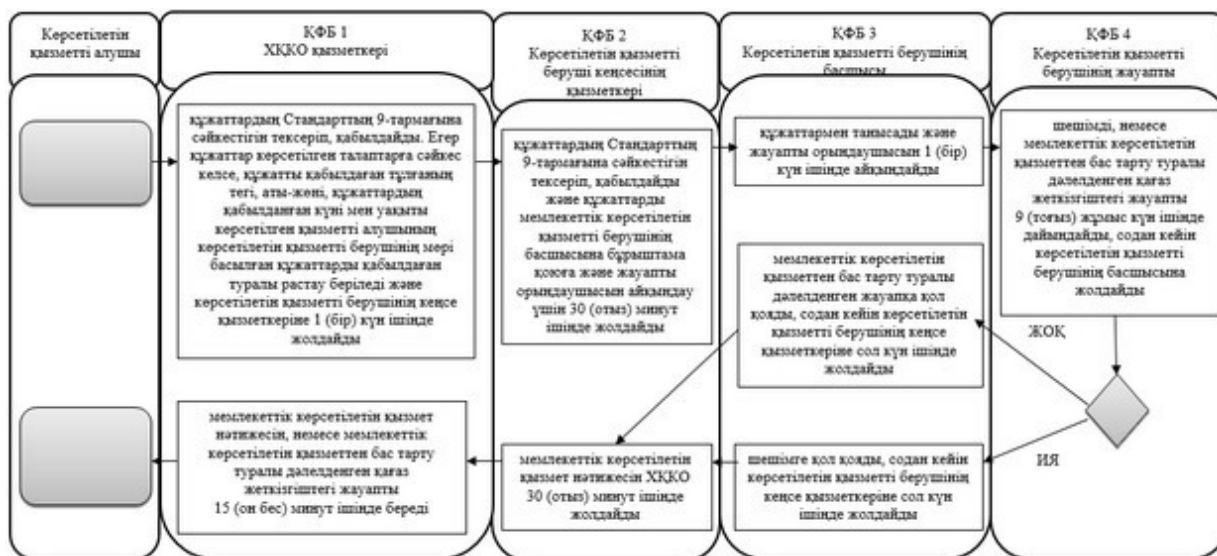 Көрсетілетін
қызметті алушы
ҚФБ 1
ХҚКО қызметкері
ҚФБ 2
Көрсетілетін қызметті
беруші кеңсесінің
қызметкері
ҚФБ 3
Көрсетілетін қызметті берушінің
басшысы
ҚФБ 4
Көрсетілетін қызметті
берушінің жауапты
құжаттардың Стандарттың 9-тармағына
сәйкестігін тексеріп, қабылдайды. Егер
құжаттар көрсетілген талаптарға сәйкес
келсе, құжатты қабылдаған тұлғаның
тегі, аты-жөні, құжаттардың
қабылданған күні мен уақыты
көрсетілген қызметті алушының
көрсетілетін қызметті берушінің мөрі
басылған құжаттарды қабылдаған
туралы растау беріледі және
көрсетілетін қызметті берушінің кеңсе
қызметкеріне 1 (бір) күн ішінде
жолдайды
құжаттардың Стандарттың
9-тармағына сәйкестігін
тексеріп, қабылдайды
және құжаттарды
мемлекеттік көрсетілетін
қызметті берушінің
басшысына бұрыштама
қоюға және жауапты
орындаушысын айқындау
үшін 30 (отыз) минут
ішінде жолдайды
құжаттармен танысады және
жауапты орындаушысын 1 (бір)
күн ішінде айқындайды
шешімді, немесе
мемлекеттік көрсетілетін
қызметтен бас тарту туралы
дәлелденген қағаз
жеткізгіштегі жауапты
9 (тоғыз) жұмыс күн ішінде
дайындайды, содан кейін
көрсетілетін қызметті
берушінің басшысына
жолдайды
мемлекеттік көрсетілетін
қызметтен бас тарту туралы
дәлелденген жауапқа қол
қояды, содан кейін көрсетілетін
қызметті берушінің кеңсе
қызметкеріне сол күн ішінде
жолдайды
ЖОҚ
ИЯ
мемлекеттік көрсетілетін қызмет
нәтижесін, немесе мемлекеттік
көрсетілетін қызметтен бас тарту
туралы дәлелденген қағаз
жеткізгіштегі жауапты
15 (он бес) минут ішінде береді
мемлекеттік көрсетілетін
қызмет нәтижесін ХҚКО
30 (отыз) минут ішінде
жолдайды
шешімге қол қояды, содан кейін
көрсетілетін қызметті берушінің
кеңсе қызметкеріне сол күн
ішінде жолдайды